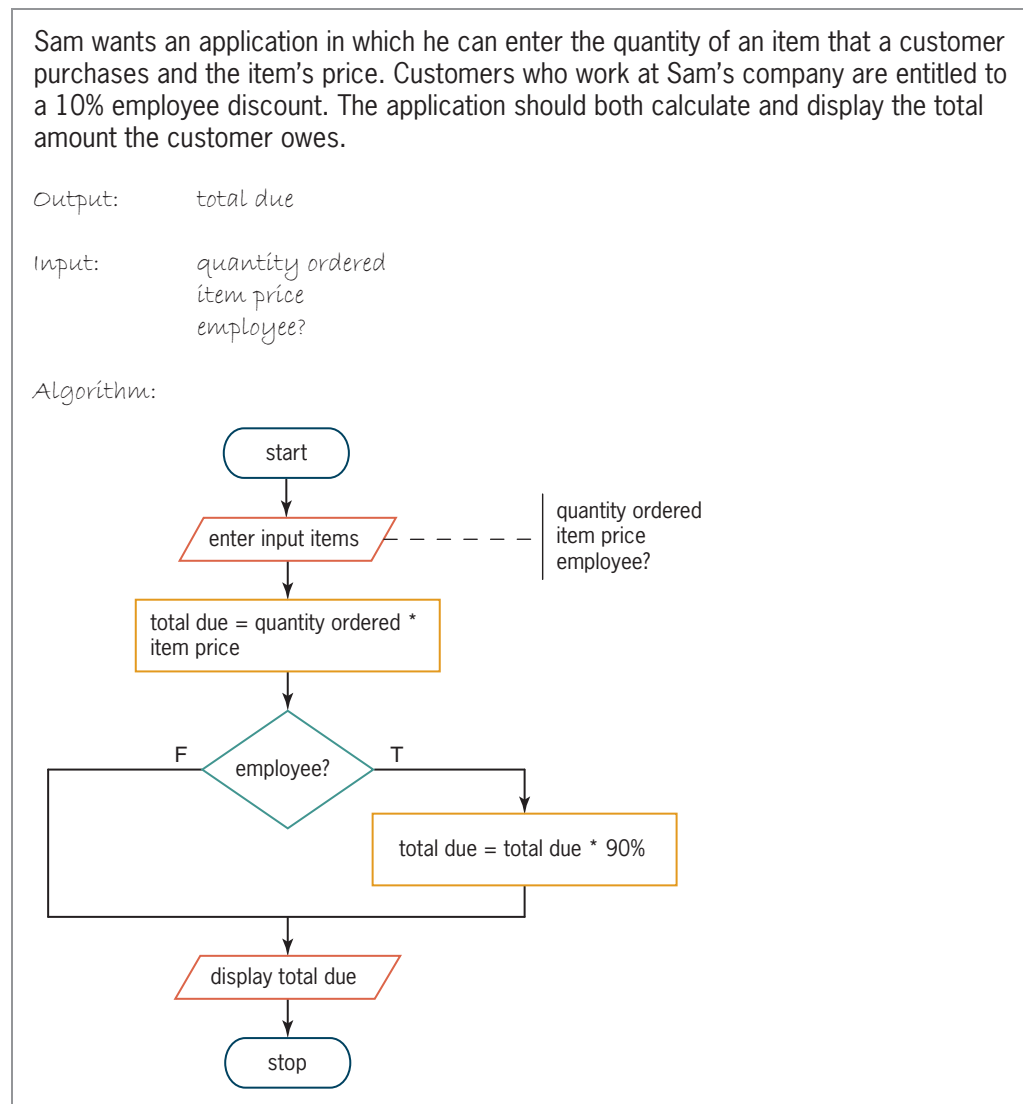 Sam wants an application in which he can enter the quantity of an item that a customer
purchases and the item’s price. Customers who work at Sam’s company are entitled to
a 10% employee discount. The application should both calculate and display the total
amount the customer owes.
Output: total due
Input: quantity ordered
item price
employee?
Algorithm:
start
enter input items
quantity ordered
item price
employee?
total due = quantity ordered *
item price
F
employee?
T
total due = total due * 90%
display total due
stop